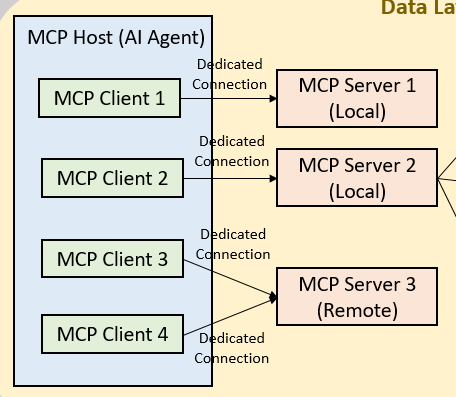 Data
MCP Host (AI Agent)
Dedicated
Connection
MCP Client 1
MCP Server 1
(Local)
Dedicated
Connection
MCP Client 2
MCP Server 2
(Local)
Dedicated
Connection
MCP Client 3
MCP Server 3
(Remote)
MCP Client 4
Dedicated
Connection